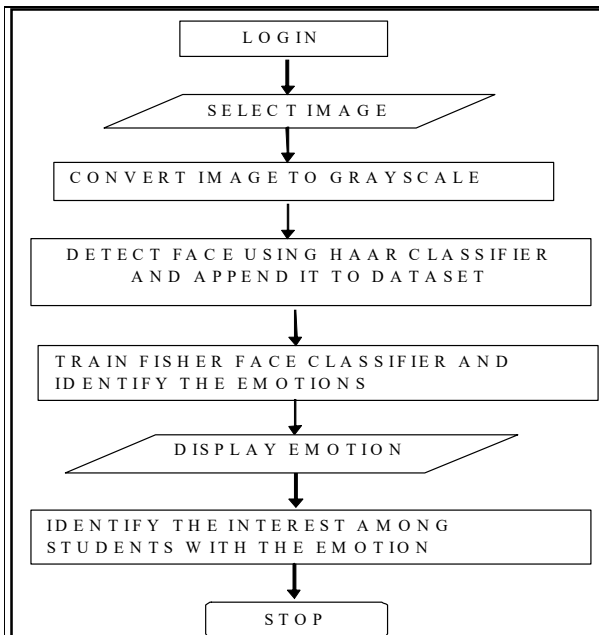 LOGIN
SELECT IMAGE
CONVERT IMAGE TO GRAYSCALE
DETECT FACE USING HAAR CLASSIFIER
AND APPEND IT TO DATASET
TRAIN FISHER FACE CLASSIFIER AND
IDENTIFY THE EMOTIONS
DISPLAY EMOTION
IDENTIFY THE INTEREST AMONG
STUDENTS WITH THE EMOTION
STOP